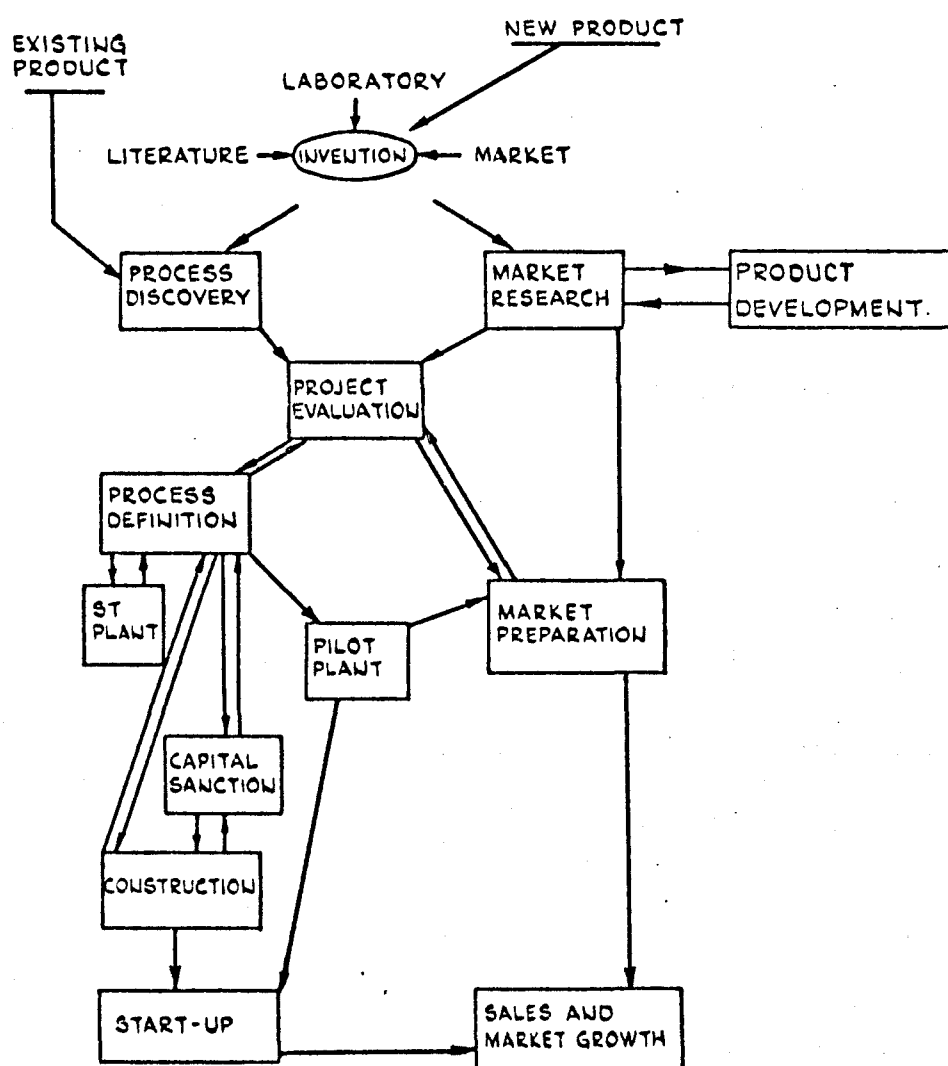 NEW PRODUCT
EXISTING
PRODUCT
LABORATORY
LITERATURE
INVENTION
MARKET
PROCESS
DISCOVERY
MARKET
RESEARCH
PRODUCT
DEVELOPMENT.
PROJECT
EVALUATION
PROCESS
DEFINITION
ST
PLANT
PILOT
PLANT
MARKET
PREPARATION
CAPITAL
SANCTION
CONSTRUCTION
START-UP
SALES AND
MARKET GROWTH